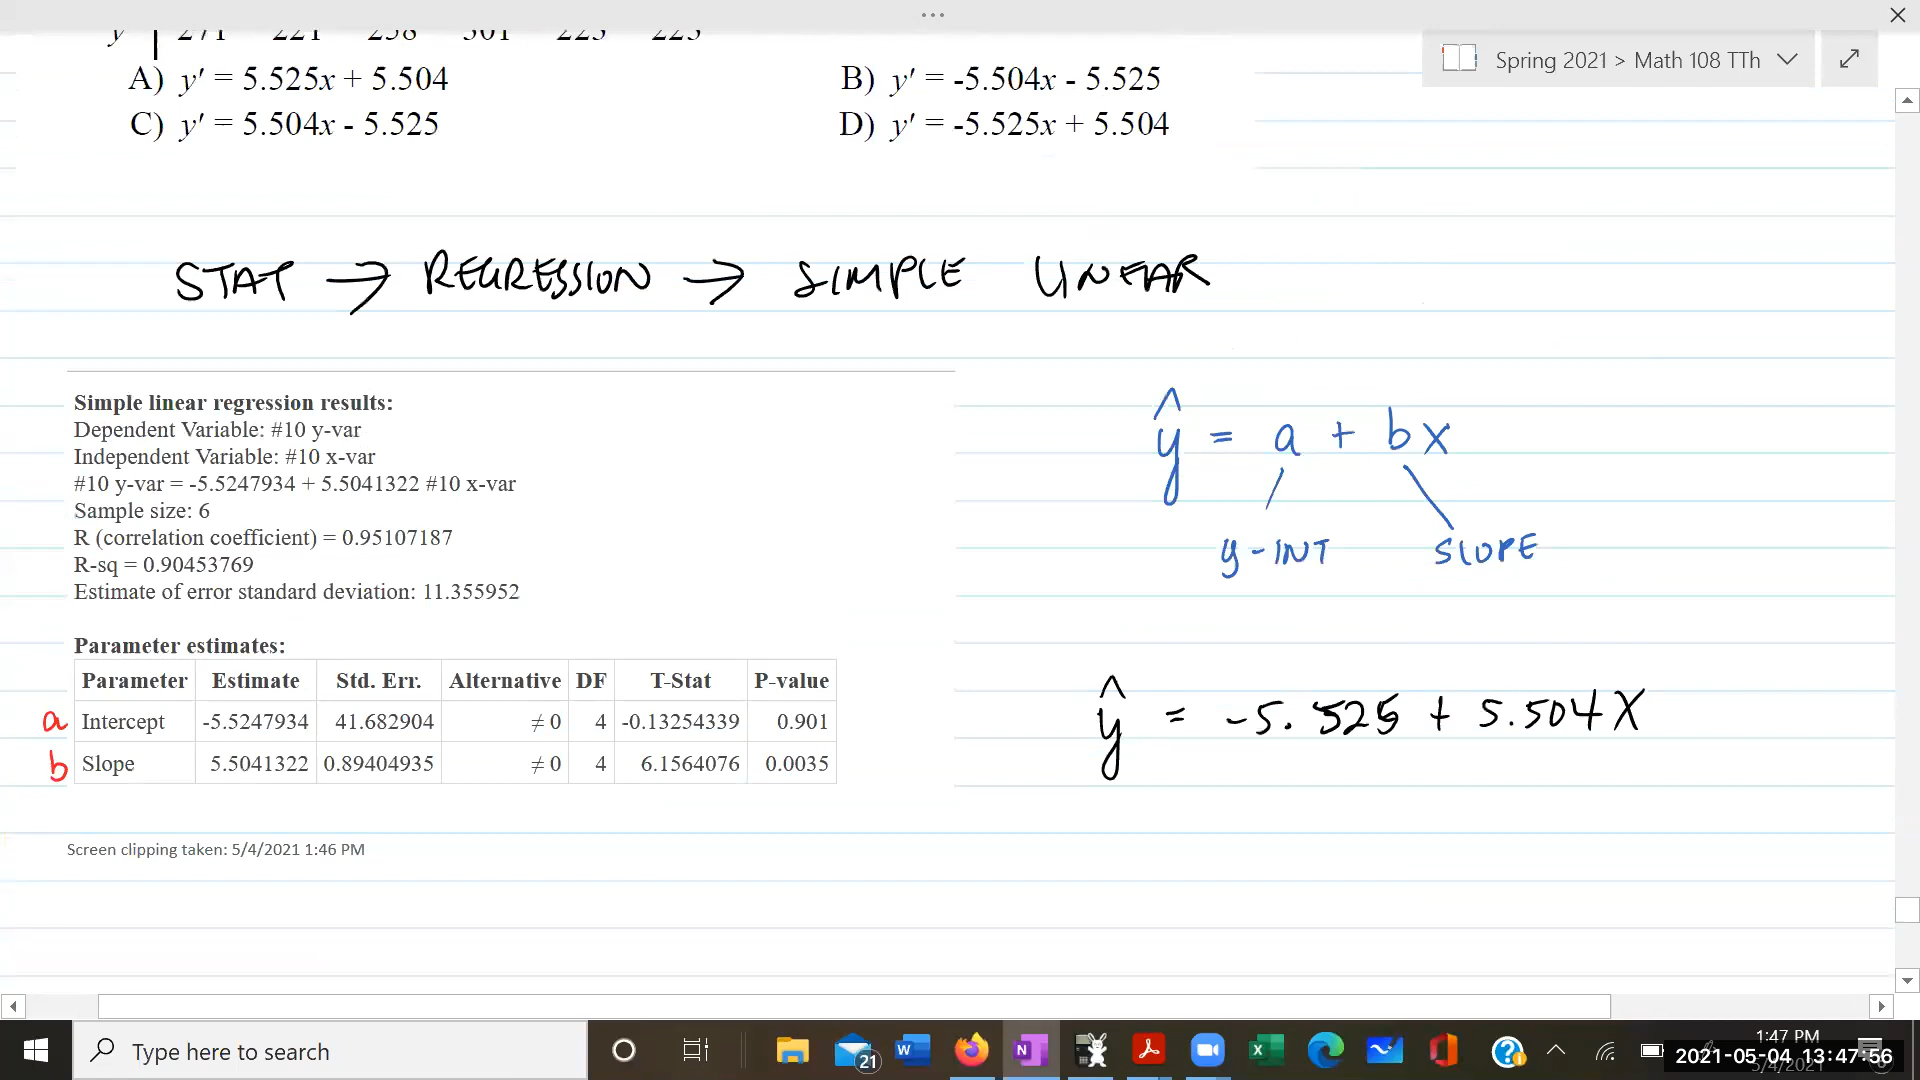 Spring 2021 > Math 108 TTh
A) y' = 5.525x + 5.504
B) y' = -5.504x - 5.525
C) y' = 5.504x - 5.525
D) y' = -5.525x + 5.504
STAT → REGRESSION → SIMPLE LINEAR
Simple linear regression results:
Dependent Variable: #10 y-var
Independent Variable: #10 x-var
#10 y-var = -5.5247934 + 5.5041322 #10 x-var
Sample size: 6
R (correlation coefficient) = 0.95107187
R-sq = 0.90453769
Estimate of error standard deviation: 11.355952
Parameter estimates:
Parameter Estimate Std. Err. Alternative DF T-Stat P-value
a Intercept -5.5247934 41.682904 ≠ 0 4 -0.13254339 0.901
b Slope 5.5041322 0.89404935 ≠ 0 4 6.1564076 0.0035
ŷ = a + bx
y-INT SLOPE
ŷ = -5.525 + 5.504X
Screen clipping taken: 5/4/2021 1:46 PM
Type here to search
21
1:47 PM
2021-05-04 13:47:56